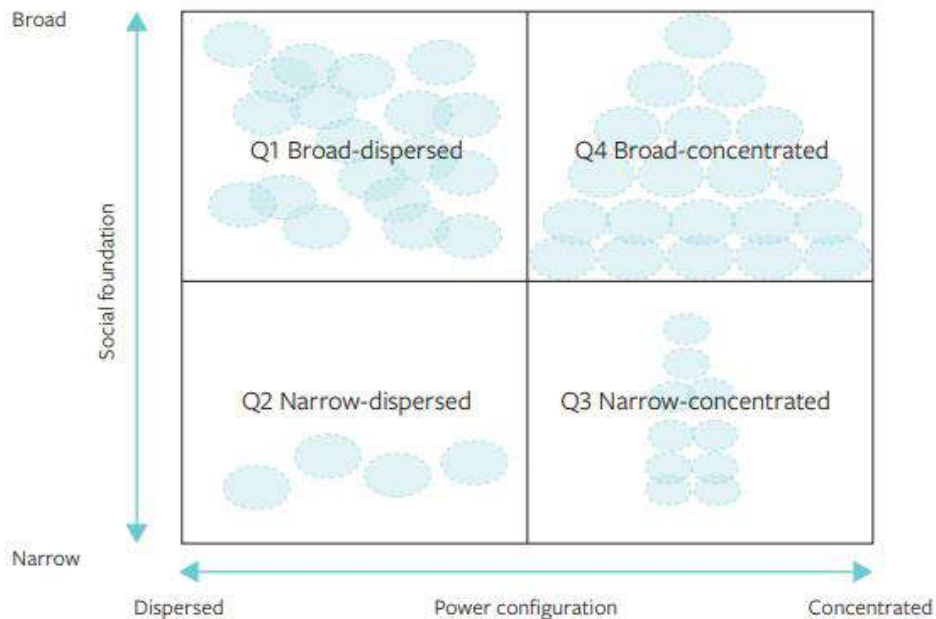 Broad
Q1 Broad-dispersed
Q4 Broad-concentrated
Social foundation
Q2 Narrow-dispersed
Q3 Narrow-concentrated
Narrow
Dispersed
Power configuration
Concentrated